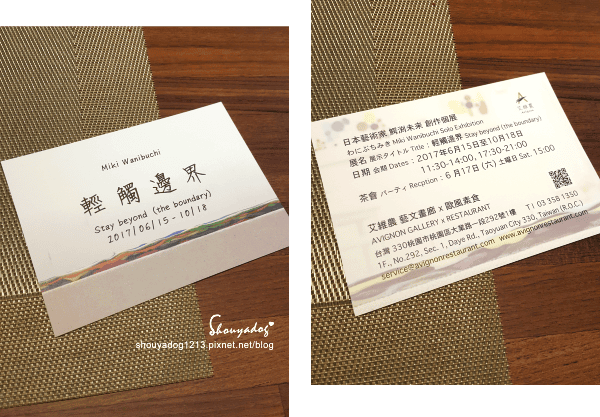 Miki Wanibuchi
輕觸邊界
Stay beyond (the boundary)
2017/06/15 - 10/18
Shouyadog
shouyadog1213.pixnet.net/blog
艾維農
日本藝術家 鰐渕未来 創作個展
わにぶちみき Miki Wanibuchi Solo Exhibition
展名 展示タイトル Title：輕觸邊界 Stay beyond (the boundary)
日期 会期 Dates：2017年6月15日至10月18日
11:30-14:00, 17:30-21:00
茶會 パーティ Reception：6月17日 (六) 土曜日 Sat. 15:00
艾維農 藝文畫廊 x 歐風素食
AVIGNON GALLERY x RESTAURANT
台灣 330桃園市桃園區大業路一段292號1樓 T / 03 358 1350
1F., No.292, Sec. 1, Daye Rd., Taoyuan City 330, Taiwan (R.O.C.)
service@avignonrestaurant.com www.avignonrestaurant.com